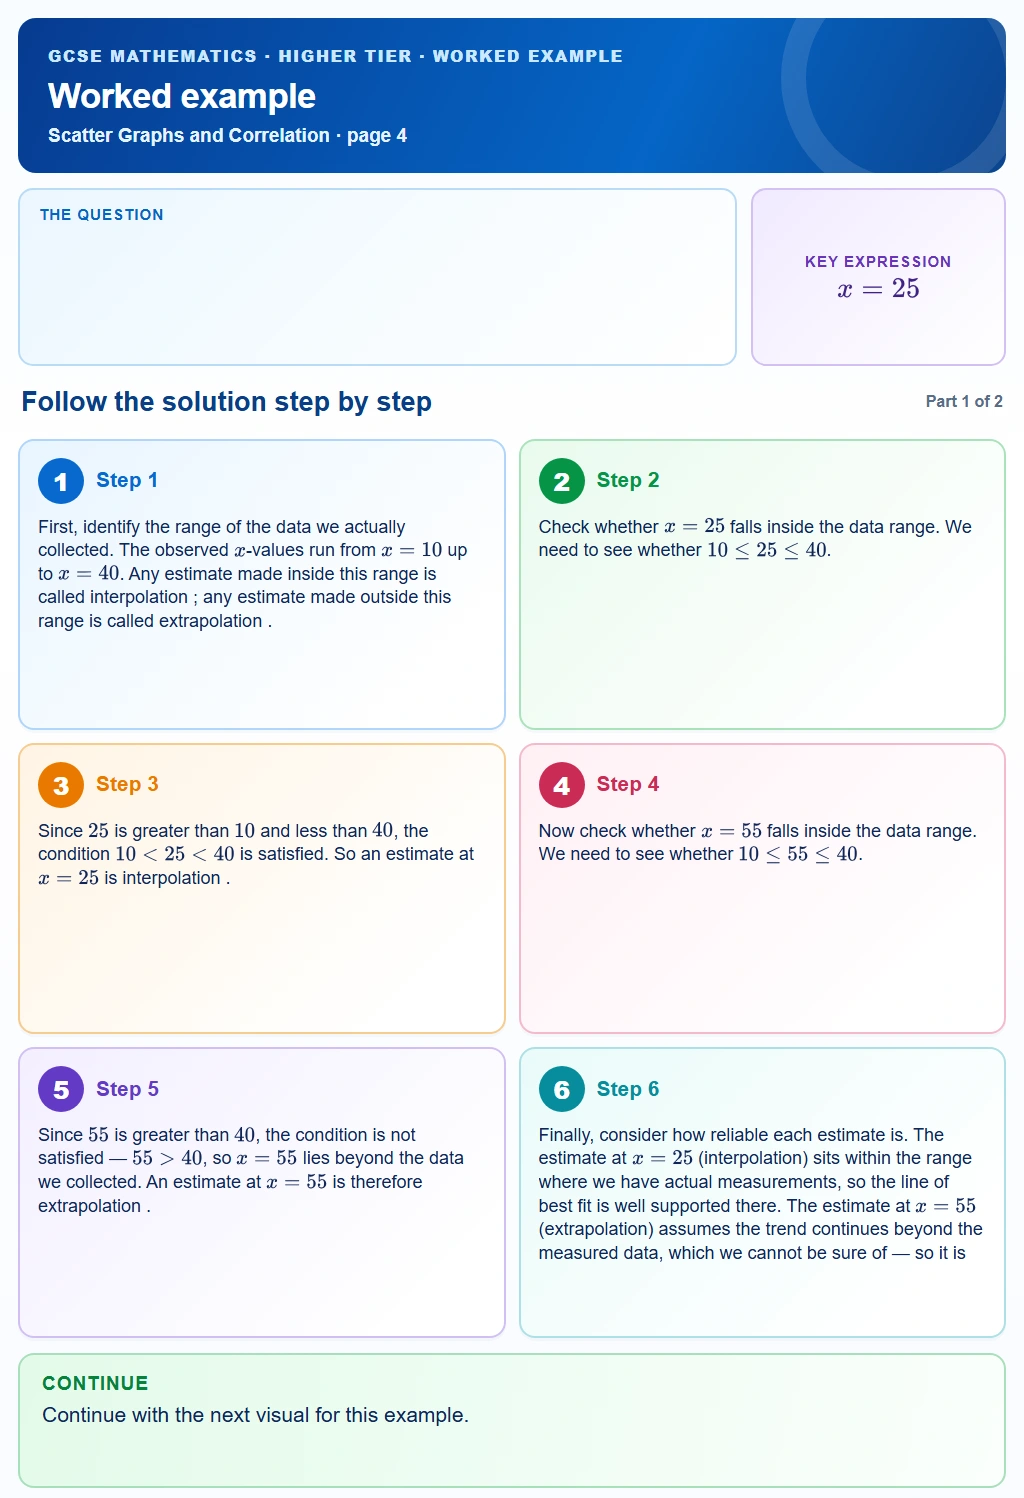 GCSE MATHEMATICS · HIGHER TIER · WORKED EXAMPLE
Worked example
Scatter Graphs and Correlation · page 4
THE QUESTION
KEY EXPRESSION
x = 25
Follow the solution step by step
Part 1 of 2
1 Step 1
First, identify the range of the data we actually
collected. The observed x-values run from x = 10 up
to x = 40. Any estimate made inside this range is
called interpolation ; any estimate made outside this
range is called extrapolation .
2 Step 2
Check whether x = 25 falls inside the data range. We
need to see whether 10 ≤ 25 ≤ 40.
3 Step 3
Since 25 is greater than 10 and less than 40, the
condition 10 < 25 < 40 is satisfied. So an estimate at
x = 25 is interpolation .
4 Step 4
Now check whether x = 55 falls inside the data range.
We need to see whether 10 ≤ 55 ≤ 40.
5 Step 5
Since 55 is greater than 40, the condition is not
satisfied — 55 > 40, so x = 55 lies beyond the data
we collected. An estimate at x = 55 is therefore
extrapolation .
6 Step 6
Finally, consider how reliable each estimate is. The
estimate at x = 25 (interpolation) sits within the range
where we have actual measurements, so the line of
best fit is well supported there. The estimate at x = 55
(extrapolation) assumes the trend continues beyond the
measured data, which we cannot be sure of — so it is
CONTINUE
Continue with the next visual for this example.